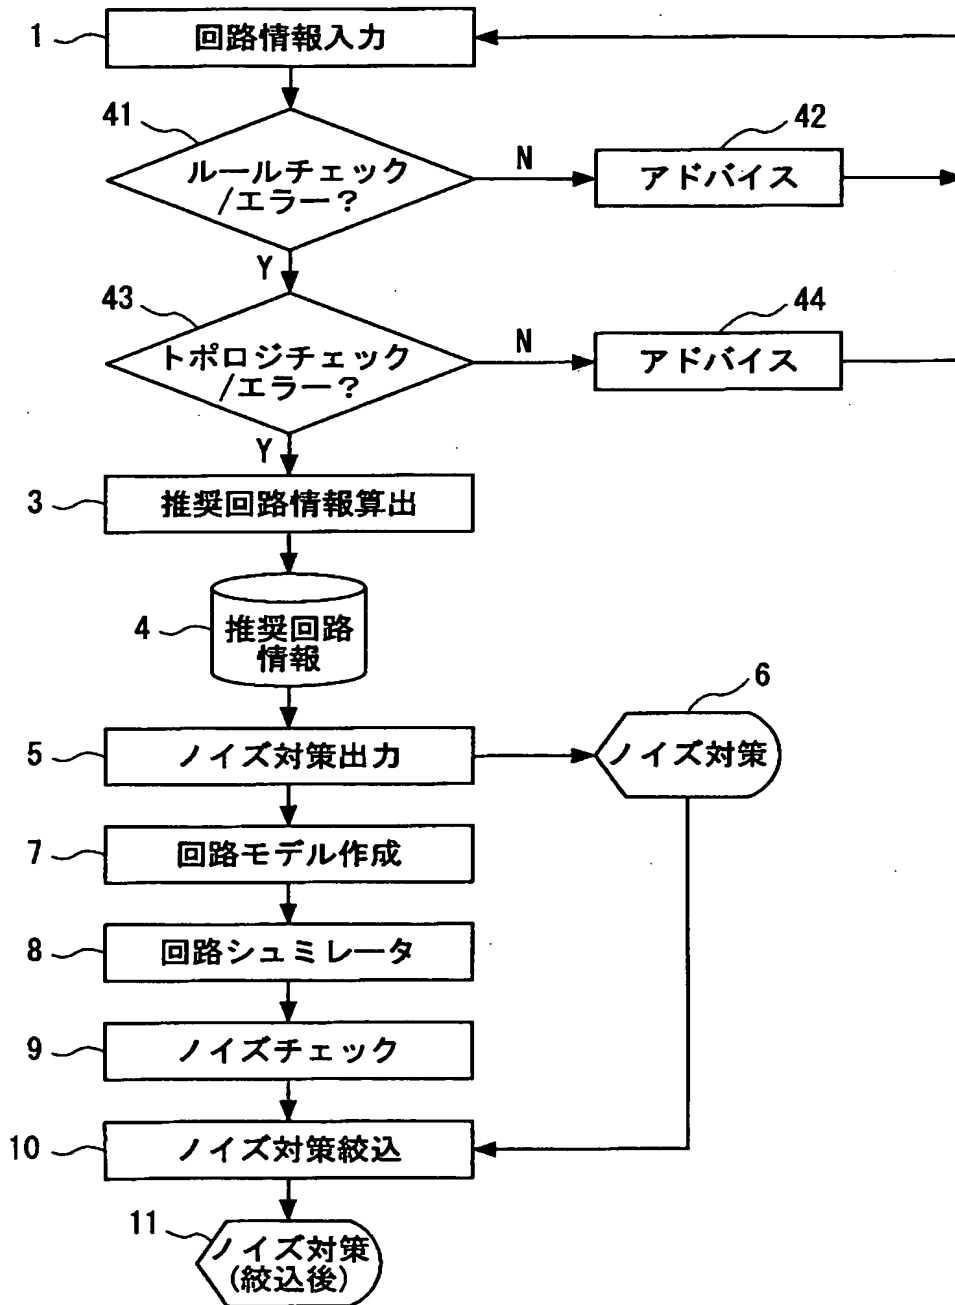 1
回路情報入力
41
ルールチェック
/エラー？
N
42
アドバイス
Y
43
トポロジチェック
/エラー？
N
44
アドバイス
Y
3
推奨回路情報算出
4
推奨回路
情報
5
ノイズ対策出力
6
ノイズ対策
7
回路モデル作成
8
回路シュミレータ
9
ノイズチェック
10
ノイズ対策絞込
11
ノイズ対策
(絞込後)